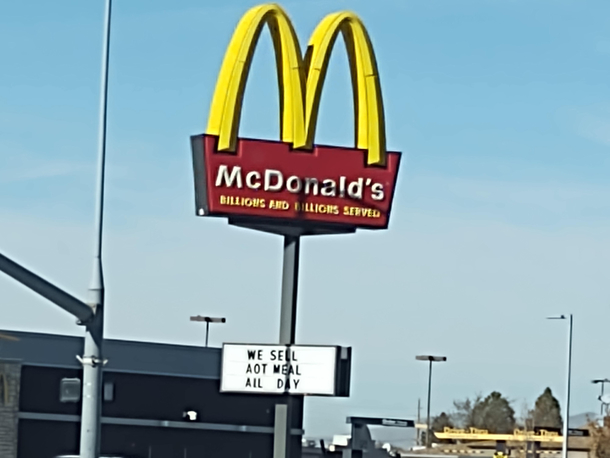 McDonald's
BILLIONS AND BILLIONS SERVED
WE SELL
AOT MEAL
AIL DAY